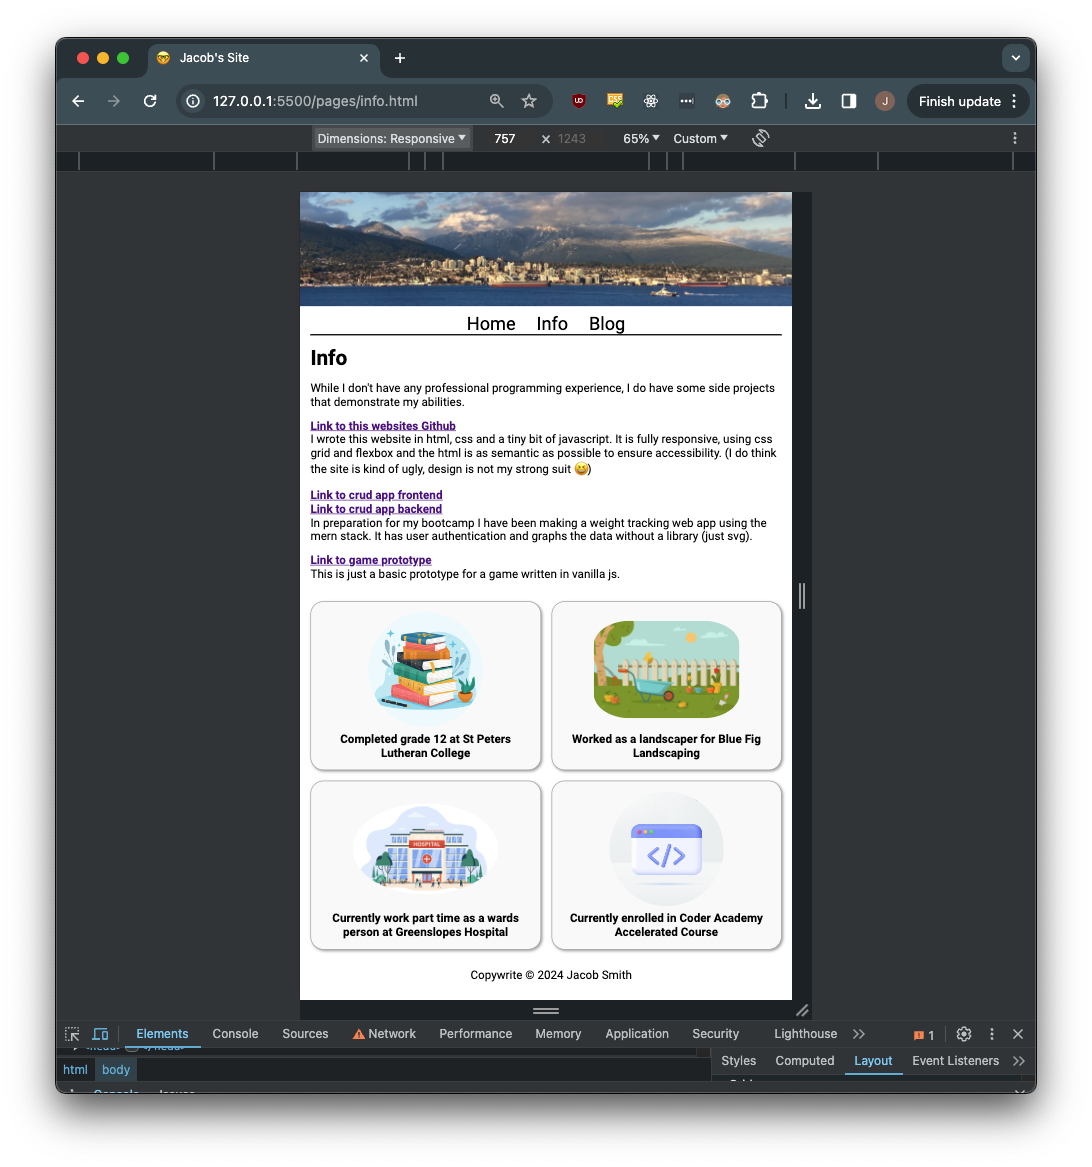 Jacob's Site
127.0.0.1:5500/pages/info.html
Finish update
Dimensions: Responsive 757 × 1243 65% Custom
Home Info Blog
Info
While I don't have any professional programming experience, I do have some side projects
that demonstrate my abilities.
Link to this websites Github
I wrote this website in html, css and a tiny bit of javascript. It is fully responsive, using css
grid and flexbox and the html is as semantic as possible to ensure accessibility. (I do think
the site is kind of ugly, design is not my strong suit 😆)
Link to crud app frontend
Link to crud app backend
In preparation for my bootcamp I have been making a weight tracking web app using the
mern stack. It has user authentication and graphs the data without a library (just svg).
Link to game prototype
This is just a basic prototype for a game written in vanilla js.
Completed grade 12 at St Peters
Lutheran College
Worked as a landscaper for Blue Fig
Landscaping
HOSPITAL
Currently work part time as a wards
person at Greenslopes Hospital
</>
Currently enrolled in Coder Academy
Accelerated Course
Copywrite © 2024 Jacob Smith
Elements Console Sources Network Performance Memory Application Security Lighthouse 1
Styles Computed Layout Event Listeners
html body